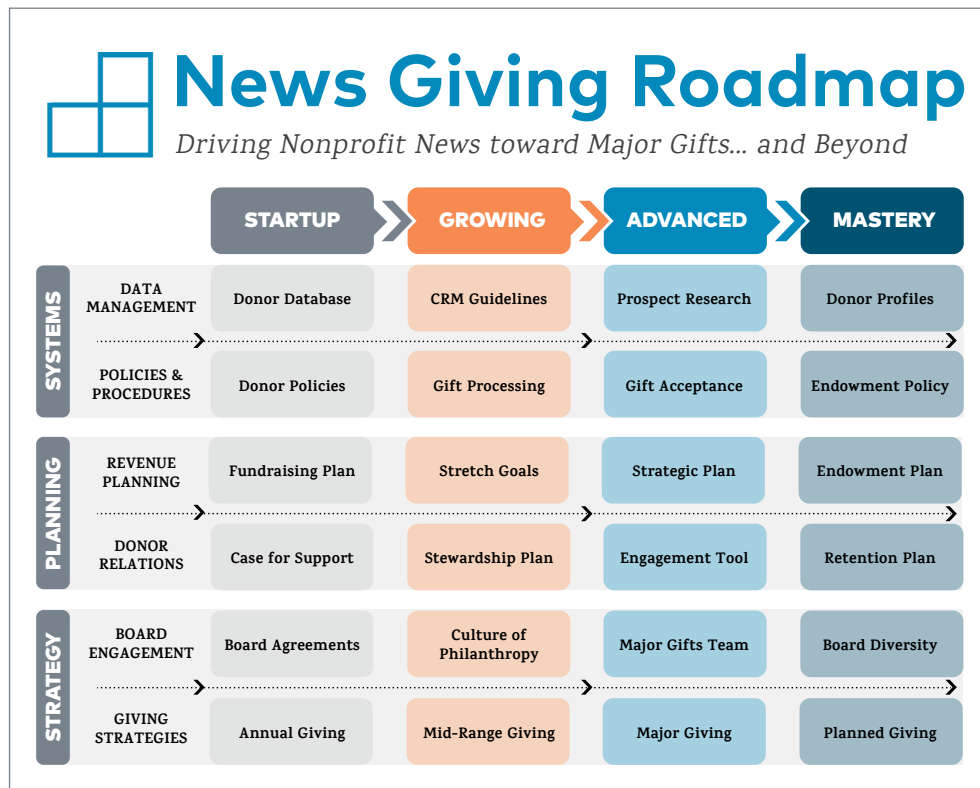 News Giving Roadmap
Driving Nonprofit News toward Major Gifts... and Beyond
STARTUP
GROWING
ADVANCED
MASTERY
SYSTEMS
DATA
MANAGEMENT
Donor Database
CRM Guidelines
Prospect Research
Donor Profiles
POLICIES &
PROCEDURES
Donor Policies
Gift Processing
Gift Acceptance
Endowment Policy
PLANNING
REVENUE
PLANNING
Fundraising Plan
Stretch Goals
Strategic Plan
Endowment Plan
DONOR
RELATIONS
Case for Support
Stewardship Plan
Engagement Tool
Retention Plan
STRATEGY
BOARD
ENGAGEMENT
Board Agreements
Culture of
Philanthropy
Major Gifts Team
Board Diversity
GIVING
STRATEGIES
Annual Giving
Mid-Range Giving
Major Giving
Planned Giving